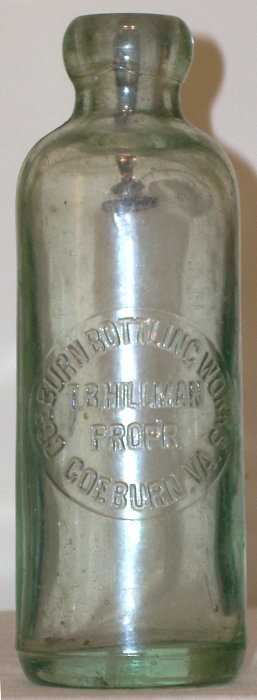 COEBURN BOTTLING WORKS
T.B. HILLMAN
PROPR.
COEBURN VA.